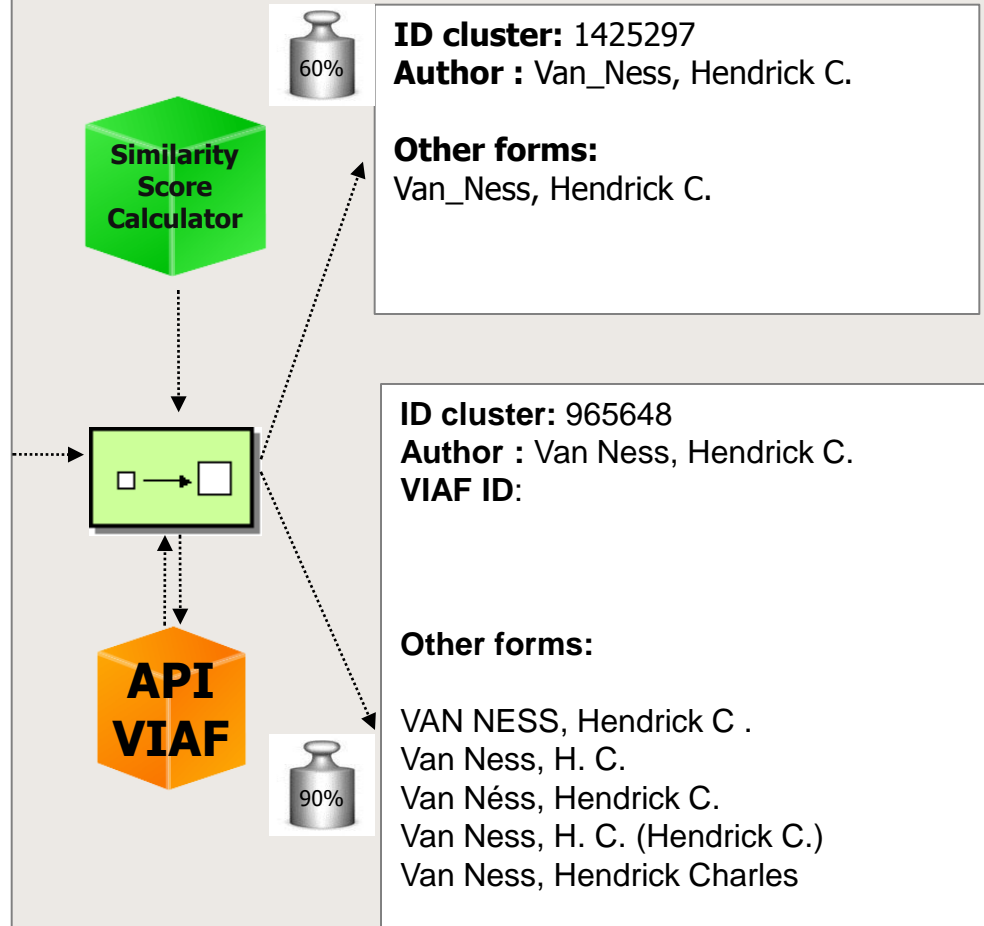 60%
ID cluster: 1425297
Author : Van_Ness, Hendrick C.
Other forms:
Van_Ness, Hendrick C.
Similarity
Score
Calculator
ID cluster: 965648
Author : Van Ness, Hendrick C.
VIAF ID:
Other forms:
VAN NESS, Hendrick C .
Van Ness, H. C.
Van Néss, Hendrick C.
Van Ness, H. C. (Hendrick C.)
Van Ness, Hendrick Charles
API
VIAF
90%